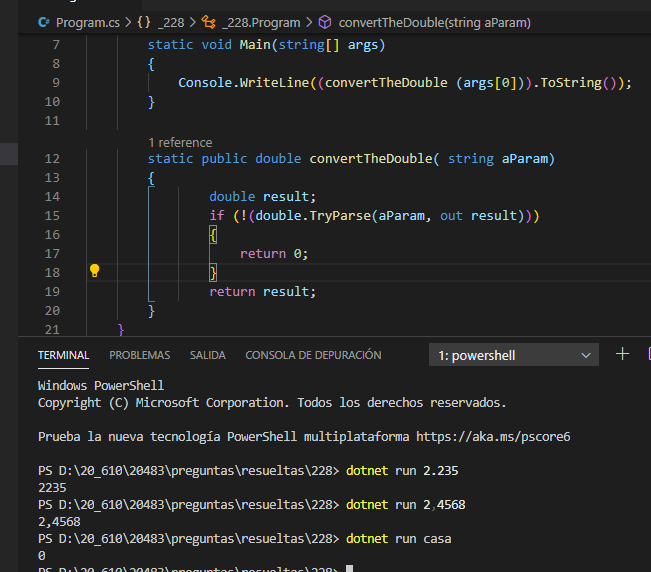 Program.cs > {} _228 > _228.Program > convertTheDouble(string aParam)
7 static void Main(string[] args)
8 {
9 Console.WriteLine((convertTheDouble (args[0])).ToString());
10 }
11
1 reference
12 static public double convertTheDouble( string aParam)
13 {
14 double result;
15 if (!(double.TryParse(aParam, out result)))
16 {
17 return 0;
18 }
19 return result;
20 }
21 }
TERMINAL PROBLEMAS SALIDA CONSOLA DE DEPURACIÓN 1: powershell
Windows PowerShell
Copyright (C) Microsoft Corporation. Todos los derechos reservados.
Prueba la nueva tecnología PowerShell multiplataforma https://aka.ms/pscore6
PS D:\20_610\20483\preguntas\resueltas\228> dotnet run 2.235
2235
PS D:\20_610\20483\preguntas\resueltas\228> dotnet run 2,4568
2,4568
PS D:\20_610\20483\preguntas\resueltas\228> dotnet run casa
0
PS D:\20_610\20483\preguntas\resueltas\228>